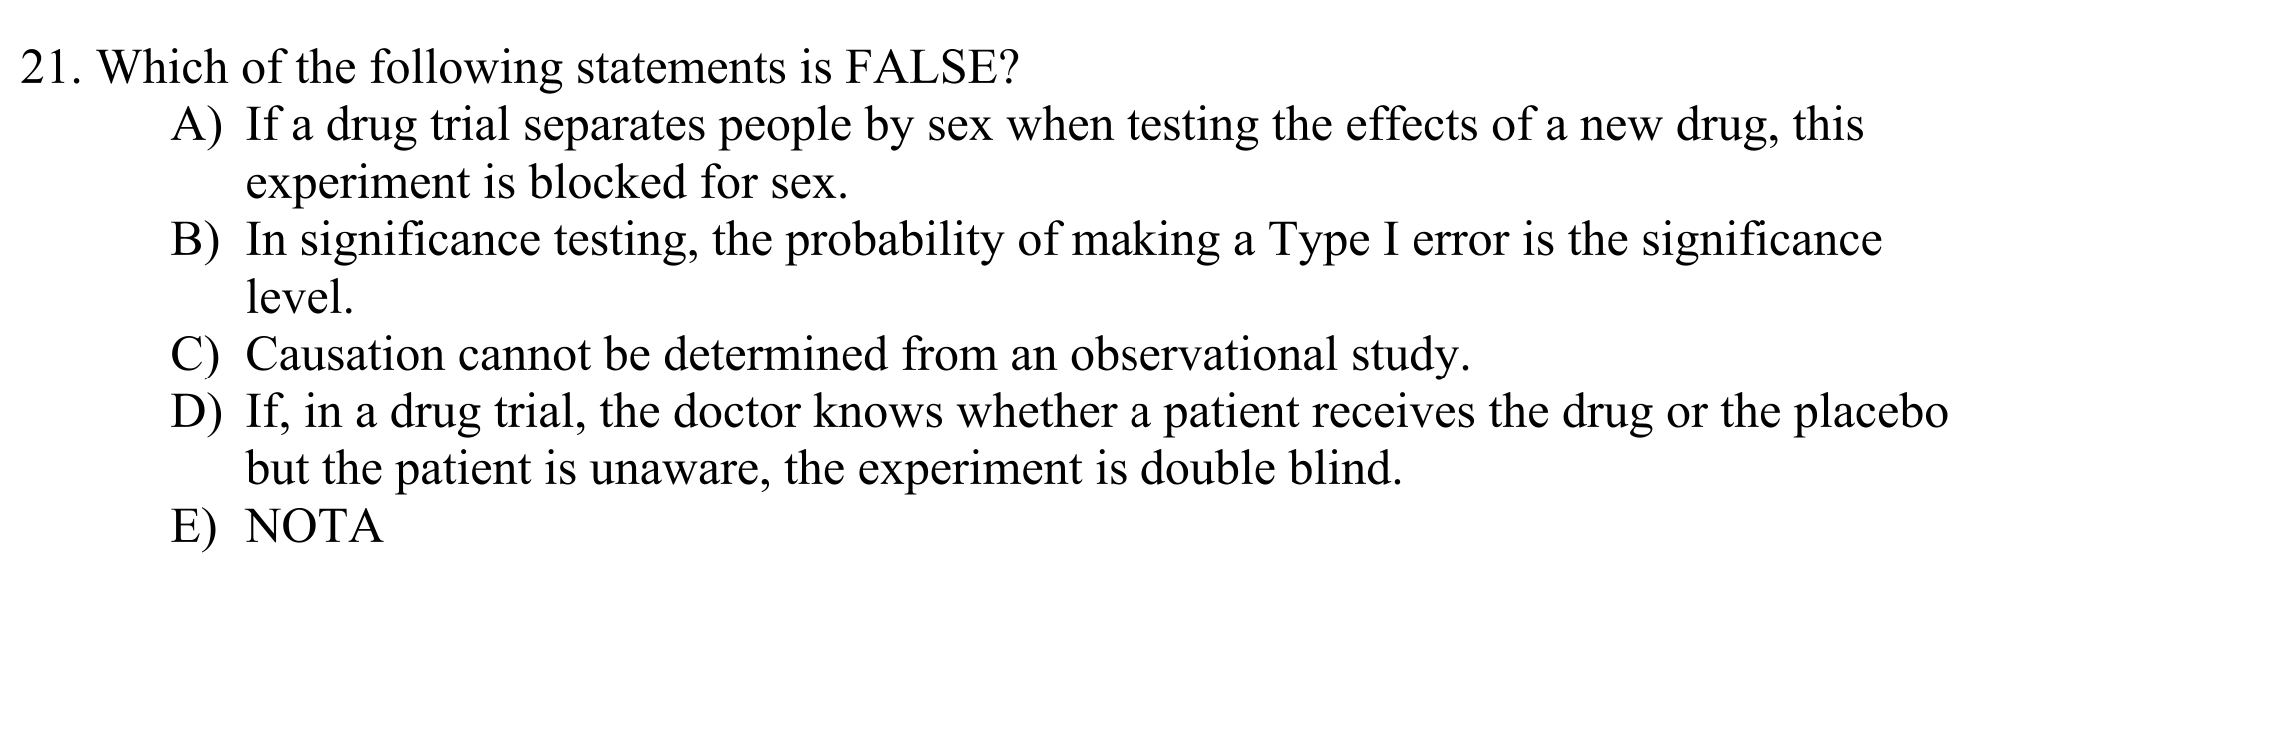 21. Which of the following statements is FALSE?
A) If a drug trial separates people by sex when testing the effects of a new drug, this
experiment is blocked for sex.
B) In significance testing, the probability of making a Type I error is the significance
level.
C) Causation cannot be determined from an observational study.
D) If, in a drug trial, the doctor knows whether a patient receives the drug or the placebo
but the patient is unaware, the experiment is double blind.
E) NOTA